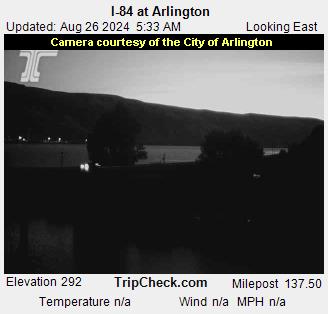 I-84 at Arlington
Updated: Aug 26 2024 5:33 AM Looking East
Camera courtesy of the City of Arlington
Elevation 292 TripCheck.com Milepost 137.50
Temperature n/a Wind n/a MPH n/a